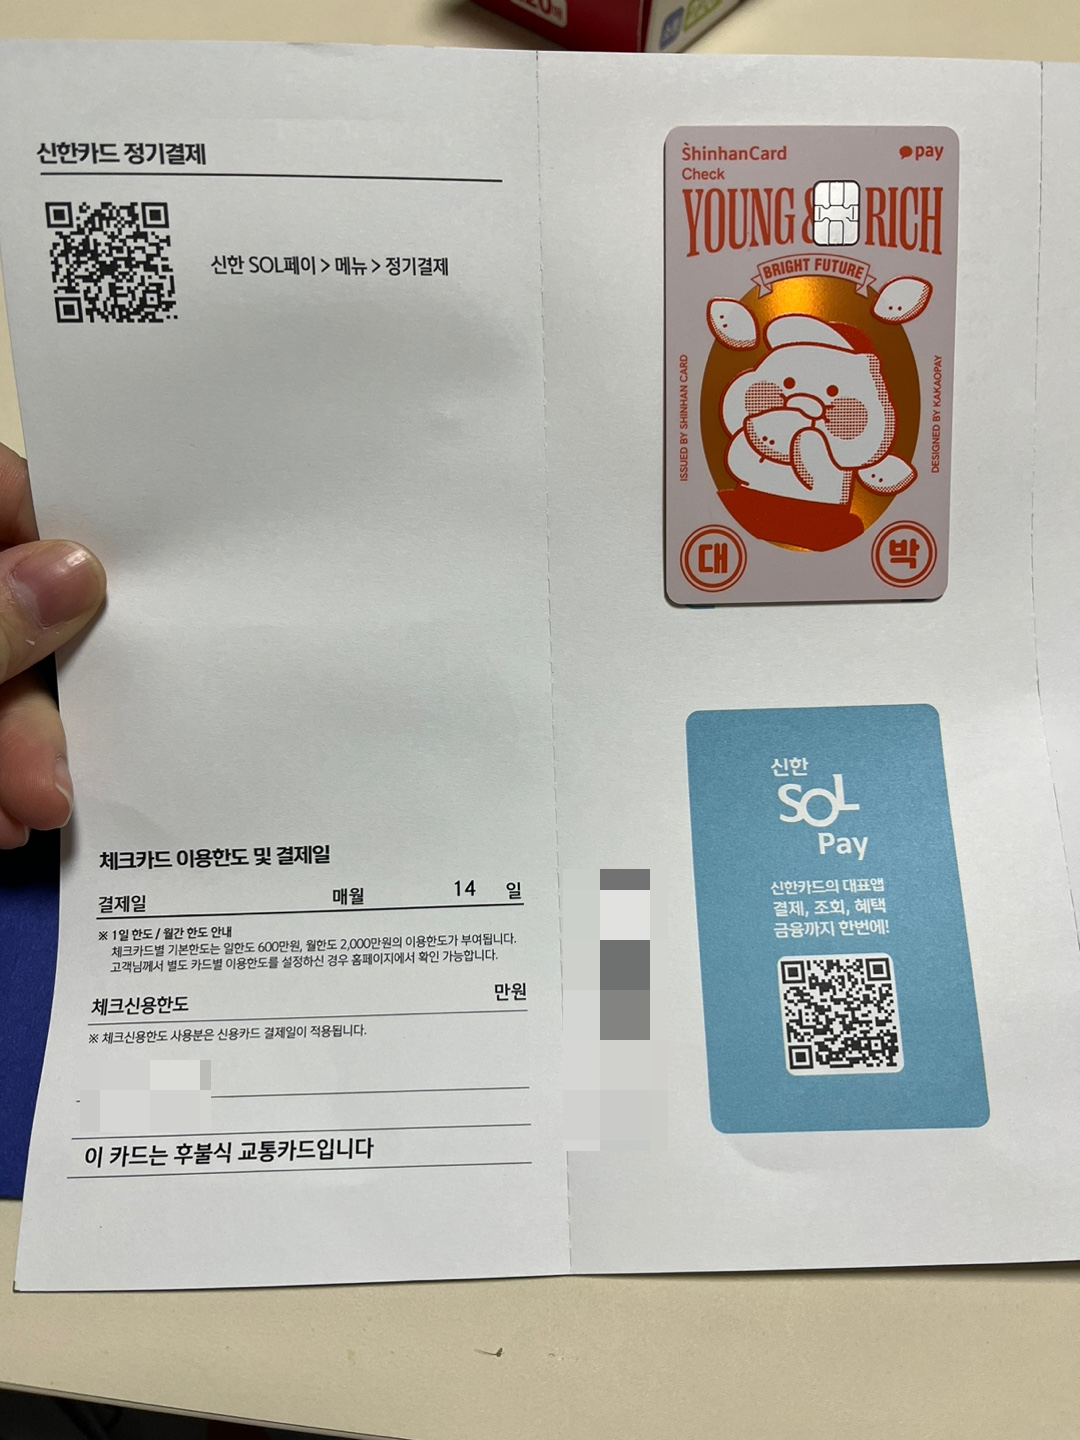 신한카드 정기결제
신한 SOL페이 > 메뉴 > 정기결제
체크카드 이용한도 및 결제일
결제일 매월 14 일
※ 1일 한도 / 월간 한도 안내
체크카드별 기본한도는 일한도 600만원, 월한도 2,000만원의 이용한도가 부여됩니다.
고객님께서 별도 카드별 이용한도를 설정하신 경우 홈페이지에서 확인 가능합니다.
체크신용한도 만원
※ 체크신용한도 사용분은 신용카드 결제일이 적용됩니다.
이 카드는 후불식 교통카드입니다
ShinhanCard
Check
pay
YOUNG & RICH
BRIGHT FUTURE
ISSUED BY SHINHAN CARD
DESIGNED BY KAKAOPAY
대 박
신한
SOL
Pay
신한카드의 대표앱
결제, 조회, 혜택
금융까지 한번에!